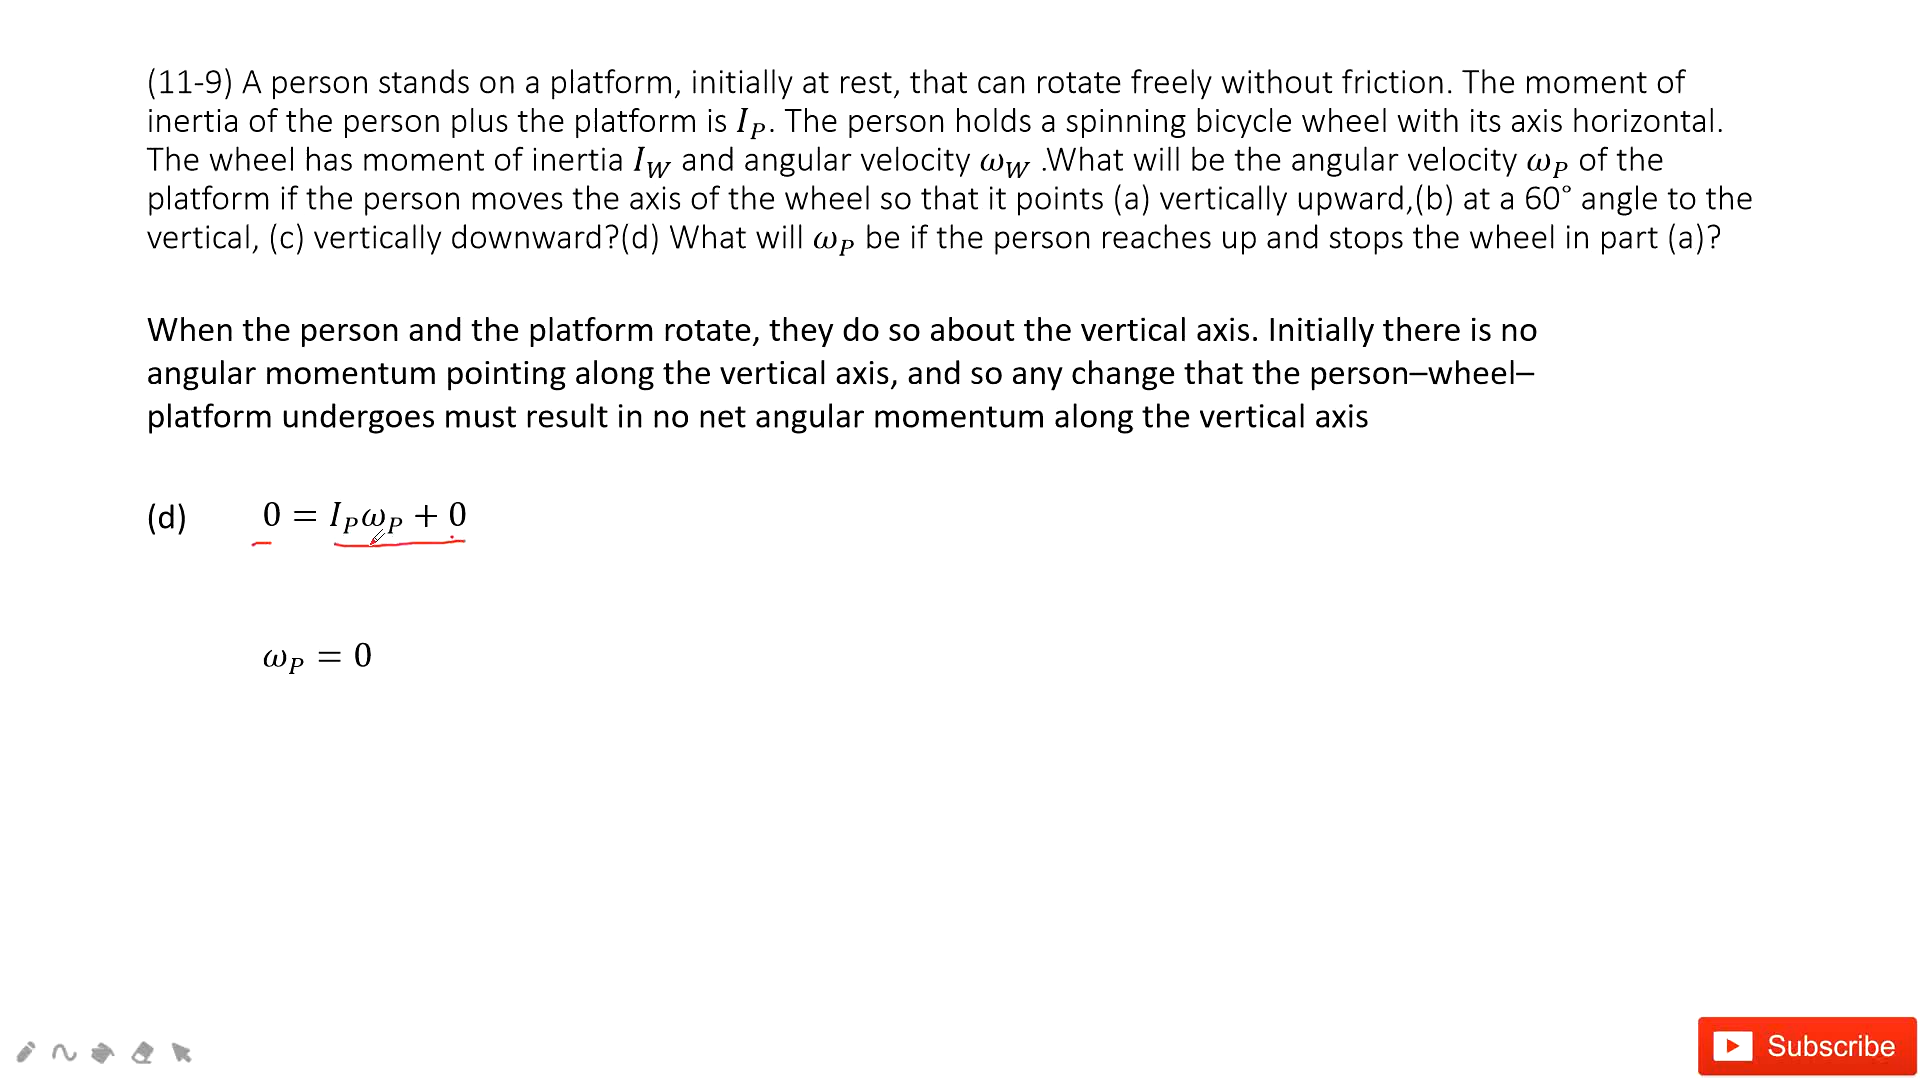 (11-9) A person stands on a platform, initially at rest, that can rotate freely without friction. The moment of
inertia of the person plus the platform is I_P. The person holds a spinning bicycle wheel with its axis horizontal.
The wheel has moment of inertia I_W and angular velocity ω_W .What will be the angular velocity ω_P of the
platform if the person moves the axis of the wheel so that it points (a) vertically upward,(b) at a 60° angle to the
vertical, (c) vertically downward?(d) What will ω_P be if the person reaches up and stops the wheel in part (a)?
When the person and the platform rotate, they do so about the vertical axis. Initially there is no
angular momentum pointing along the vertical axis, and so any change that the person–wheel–
platform undergoes must result in no net angular momentum along the vertical axis
(d) 0 = I_Pω_P + 0
ω_P = 0
Subscribe